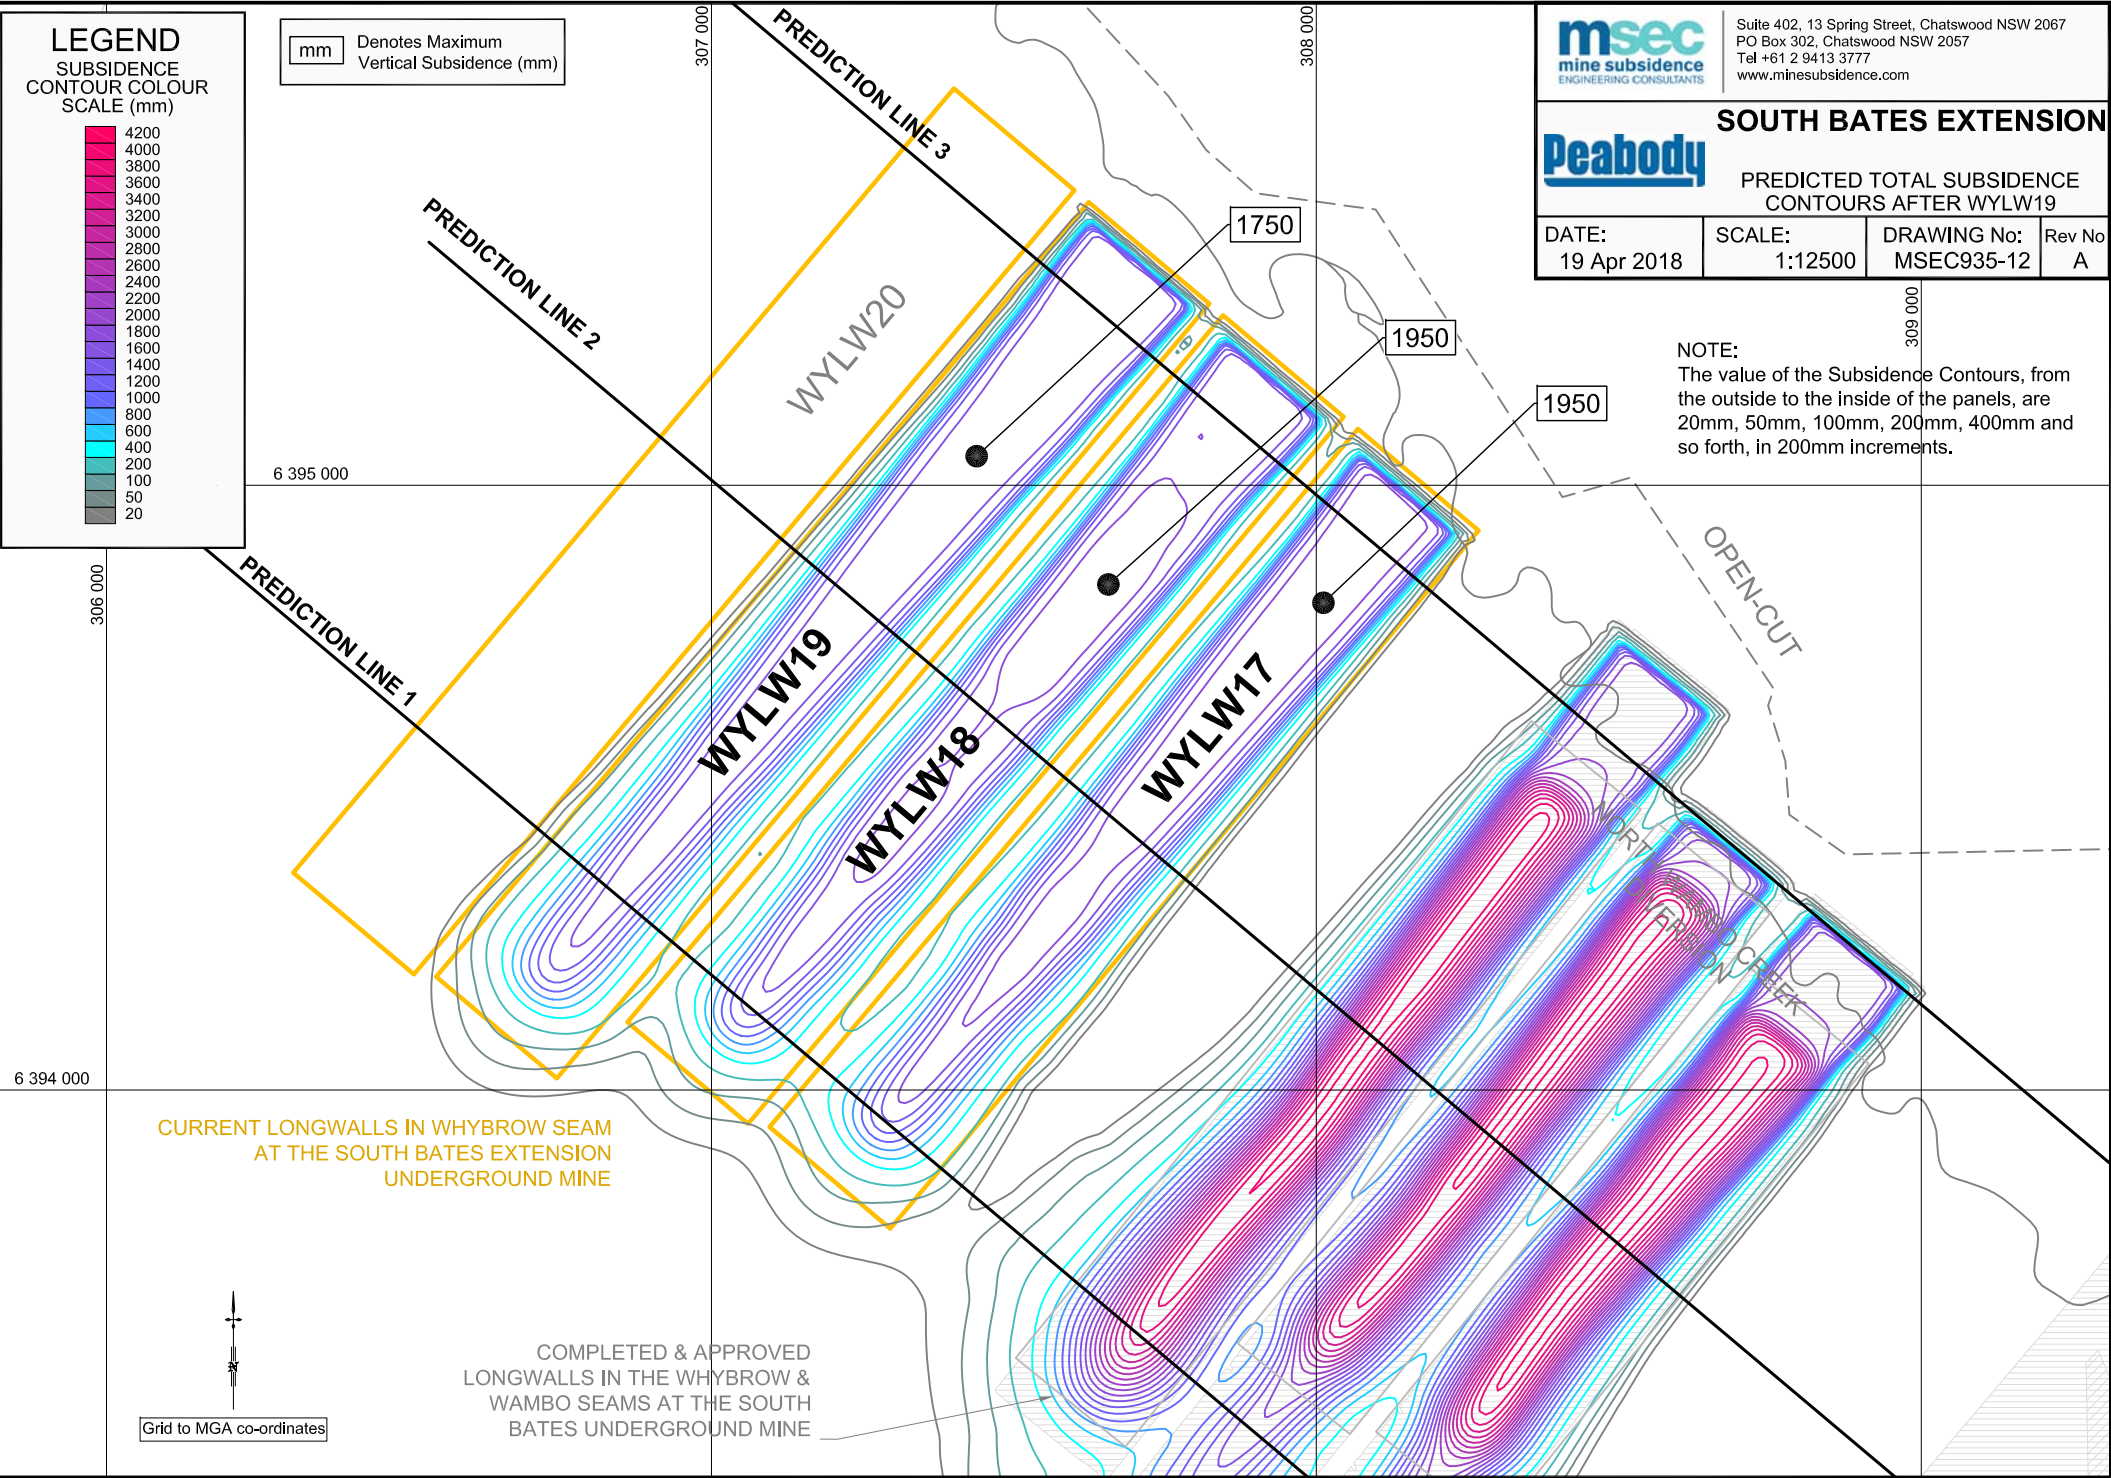 LEGEND
SUBSIDENCE
CONTOUR COLOUR
SCALE (mm)
4200
4000
3800
3600
3400
3200
3000
2800
2600
2400
2200
2000
1800
1600
1400
1200
1000
800
600
400
200
100
50
20
mm
Denotes Maximum
Vertical Subsidence (mm)
307 000
308 000
PREDICTION LINE 3
PREDICTION LINE 2
PREDICTION LINE 1
msec
mine subsidence
ENGINEERING CONSULTANTS
Suite 402, 13 Spring Street, Chatswood NSW 2067
PO Box 302, Chatswood NSW 2057
Tel +61 2 9413 3777
www.minesubsidence.com
Peabody
SOUTH BATES EXTENSION
PREDICTED TOTAL SUBSIDENCE
CONTOURS AFTER WYLW19
DATE:
19 Apr 2018
SCALE:
1:12500
DRAWING No:
MSEC935-12
Rev No
A
309 000
NOTE:
The value of the Subsidence Contours, from
the outside to the inside of the panels, are
20mm, 50mm, 100mm, 200mm, 400mm and
so forth, in 200mm increments.
1750
1950
1950
WYLW20
6 395 000
306 000
OPEN-CUT
WYLW19
WYLW18
WYLW17
NORTH WAMBO CREEK
DIVERSION
6 394 000
CURRENT LONGWALLS IN WHYBROW SEAM
AT THE SOUTH BATES EXTENSION
UNDERGROUND MINE
COMPLETED & APPROVED
LONGWALLS IN THE WHYBROW &
WAMBO SEAMS AT THE SOUTH
BATES UNDERGROUND MINE
N
Grid to MGA co-ordinates